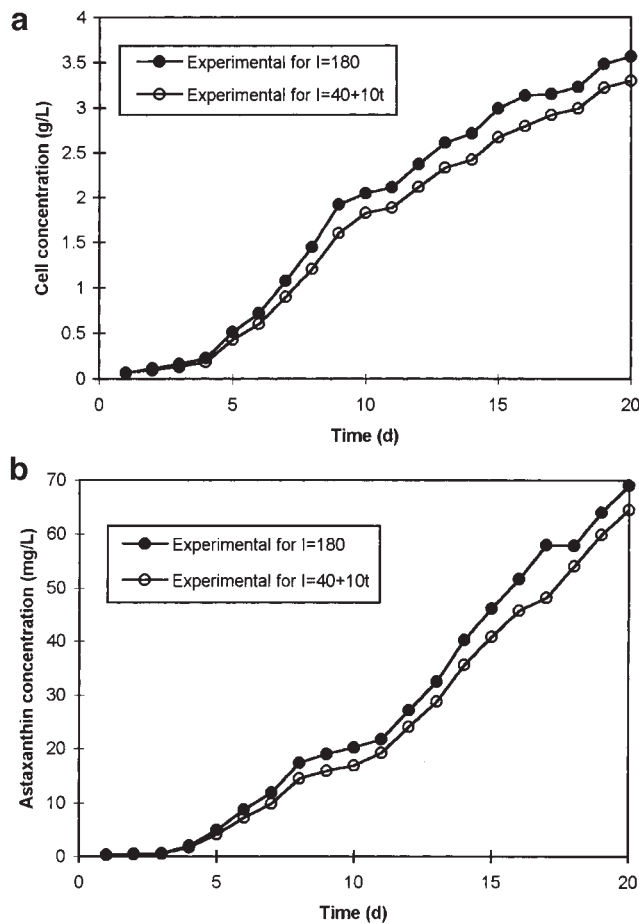 a
Cell concentration (g/L)
4
3.5
3
2.5
2
1.5
1
0.5
0
Experimental for I=180
Experimental for I=40+10t
0 5 10 15 20
Time (d)
b
Astaxanthin concentration (mg/L)
70
60
50
40
30
20
10
0
Experimental for I=180
Experimental for I=40+10t
0 5 10 15 20
Time (d)